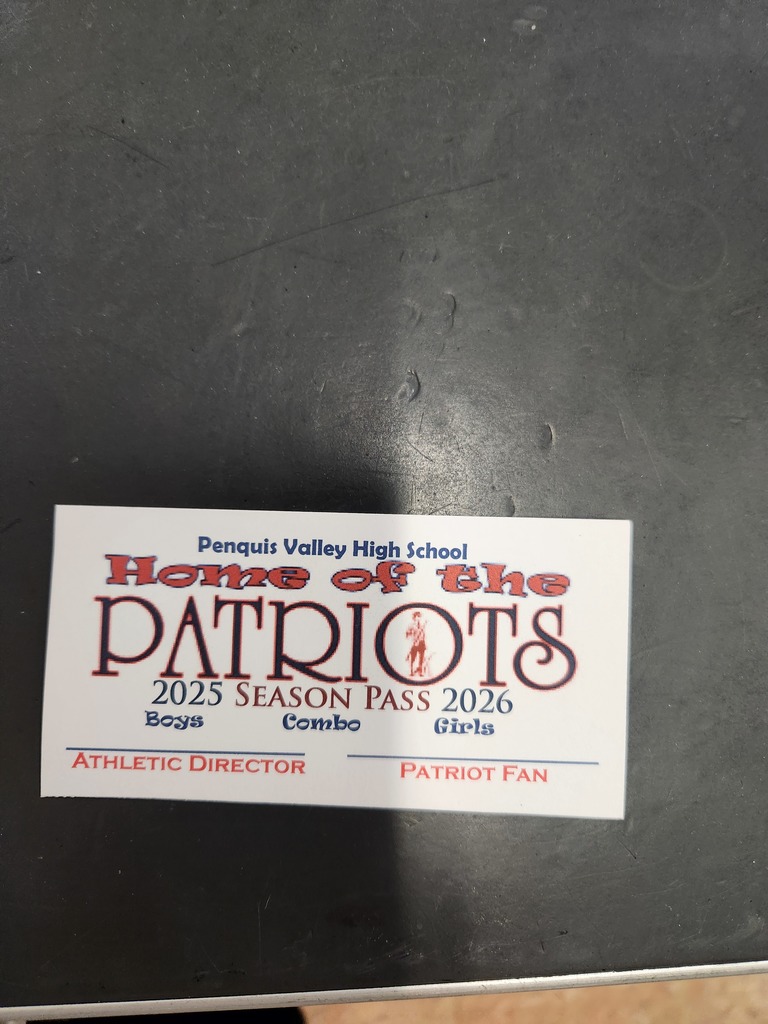 Penquis Valley High School
Home of the
PATRIOTS
2025 SEASON PASS 2026
Boys Combo Girls
ATHLETIC DIRECTOR PATRIOT FAN